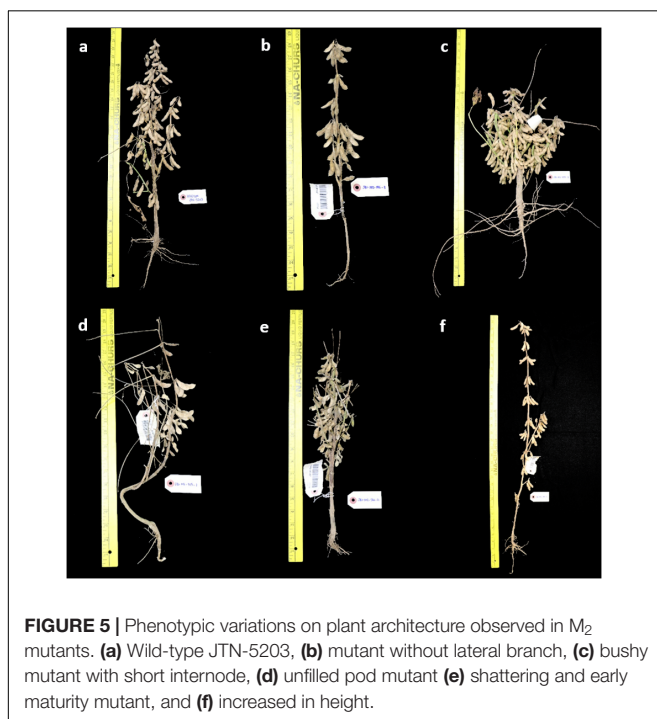 a
b
c
d
e
f
FIGURE 5 | Phenotypic variations on plant architecture observed in M2
mutants. (a) Wild-type JTN-5203, (b) mutant without lateral branch, (c) bushy
mutant with short internode, (d) unfilled pod mutant (e) shattering and early
maturity mutant, and (f) increased in height.